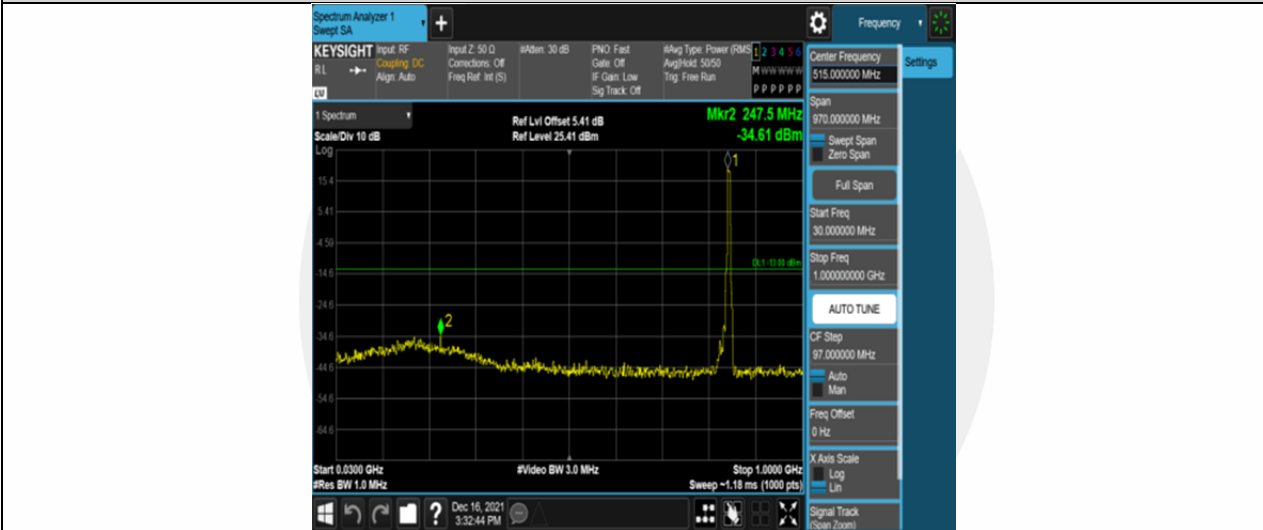 Spectrum Analyzer 1
Swept SA
+
Frequency
KEYSIGHT
Input: RF
Coupling: DC
Align: Auto
Input Z: 50 Ω
Corrections: Off
Freq Ref: Int (S)
#Atten: 30 dB
PNO: Fast
Gate: Off
IF Gain: Low
Sig Track: Off
#Avg Type: Power (RMS
Avg|Hold: 50/50
Trig: Free Run
1 2 3 4 5 6
M W W W W W
P P P P P P
RL
LV
1 Spectrum
Scale/Div 10 dB
Ref Lvl Offset 5.41 dB
Ref Level 25.41 dBm
Mkr2 247.5 MHz
-34.61 dBm
Log
15.4
5.41
-4.59
-14.6
-24.6
-34.6
-44.6
-54.6
-64.6
1
2
DL1 -13.00 dBm
Start 0.0300 GHz
#Res BW 1.0 MHz
#Video BW 3.0 MHz
Stop 1.0000 GHz
Sweep ~1.18 ms (1000 pts)
Center Frequency
515.000000 MHz
Settings
Span
970.000000 MHz
Swept Span
Zero Span
Full Span
Start Freq
30.000000 MHz
Stop Freq
1.000000000 GHz
AUTO TUNE
CF Step
97.000000 MHz
Auto
Man
Freq Offset
0 Hz
X Axis Scale
Log
Lin
Signal Track
(Span Zoom)
?
Dec 16, 2021
3:32:44 PM